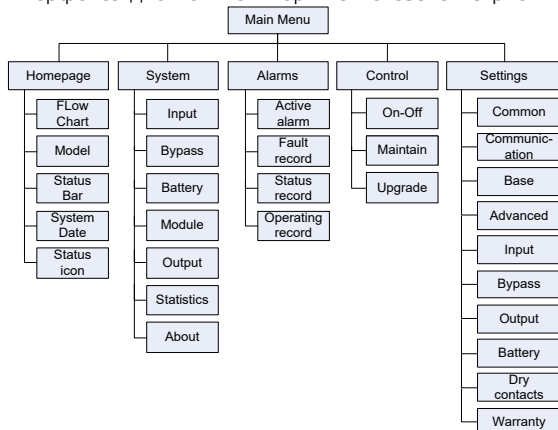 Main Menu
Homepage
FLow
Chart
Model
Status
Bar
System
Date
Status
icon
System
Input
Bypass
Battery
Module
Output
Statistics
About
Alarms
Active
alarm
Fault
record
Status
record
Operating
record
Control
On-Off
Maintain
Upgrade
Settings
Common
Communic-
ation
Base
Advanced
Input
Bypass
Output
Battery
Dry
contacts
Warranty